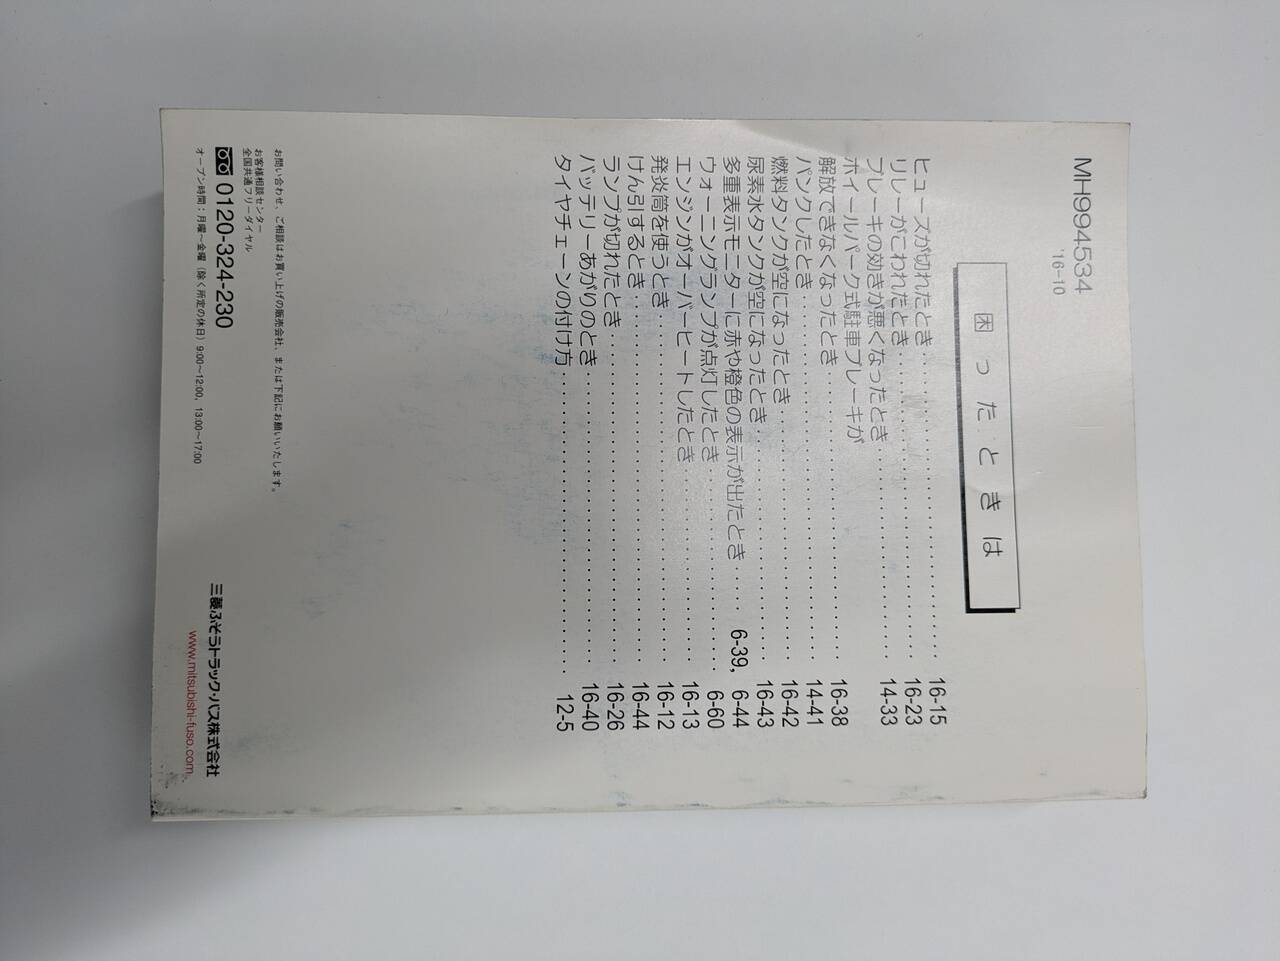 MH994534
'16-10
困ったときは
ヒューズが切れたとき 16-15
リレーがこわれたとき 16-23
ブレーキの効きが悪くなったとき 14-33
ホイールパーク式駐車ブレーキが
解放できなくなったとき 16-38
パンクしたとき 14-41
燃料タンクが空になったとき 16-42
尿素水タンクが空になったとき 16-43
多重表示モニターに赤や橙色の表示が出たとき 6-39, 6-44
ウォーニングランプが点灯したとき 6-60
エンジンがオーバーヒートしたとき 16-13
発炎筒を使うとき 16-12
けん引するとき 16-44
ランプが切れたとき 16-26
バッテリーあがりのとき 16-40
タイヤチェーンの付け方 12-5
お問い合わせ、ご相談はお買い上げの販売会社、または下記にお願いいたします。
お客様相談センター
全国共通フリーダイヤル
0120-324-230
オープン時間：月曜～金曜（除く所定の休日）9:00～12:00, 13:00～17:00
三菱ふそうトラック・バス株式会社
www.mitsubishi-fuso.com